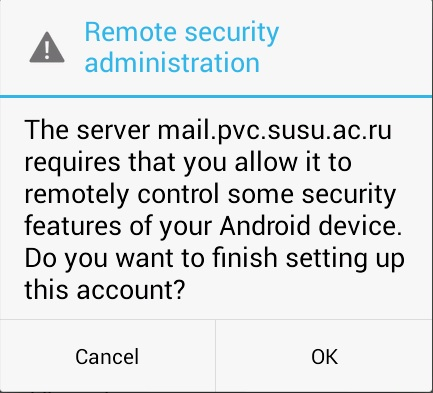 Remote security
administration
The server mail.pvc.susu.ac.ru
requires that you allow it to
remotely control some security
features of your Android device.
Do you want to finish setting up
this account?
Cancel OK